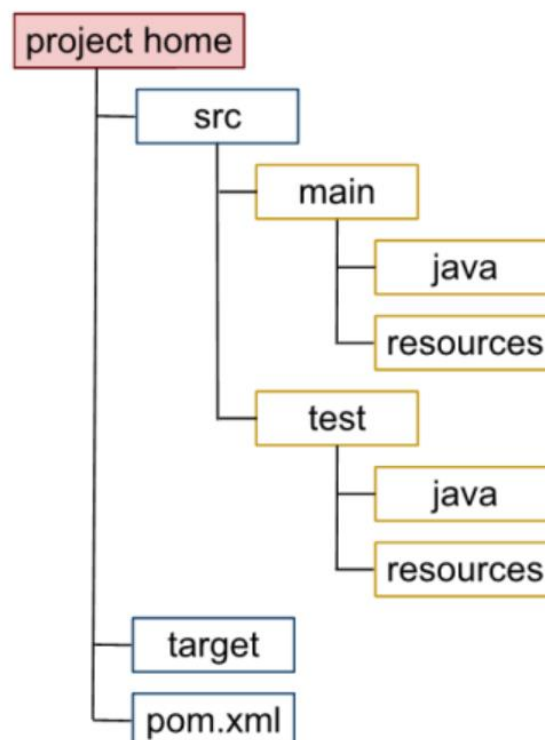 project home
src
main
java
resources
test
java
resources
target
pom.xml